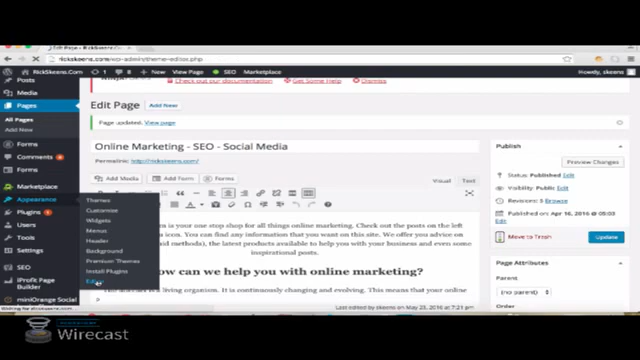 Edit Page
rickskeens.com/wp-admin/theme-editor.php
RickSkeens.Com
1
New
View Page
SEO
Marketplace
Howdy, skeens
Posts
Check out our documentation
Get Some Help
Dismiss
Media
Pages
All Pages
Add New
Forms
Comments
Forms
Marketplace
Appearance
Plugins
Users
Tools
Settings
SEO
iProfit Page Builder
miniOrange Social
Themes
Customize
Widgets
Menus
Header
Background
Premium Themes
Install Plugins
Edit Page
Add New
Page updated. View page
Online Marketing - SEO - Social Media
Permalink: http://rickskeens.com/
Add Media
Add Form
Forms
Visual
Text
is your one stop shop for all things online marketing. Check out the posts on the left
icon. You can find any information that you want on this site. We offer you advice on
methods), the latest products available to help you with your business and even some
inspirational posts.
How can we help you with online marketing?
is a living organism. It is continually changing and evolving. This means that your online
p
Last edited by skeens on May 23, 2016 at 7:21 pm
Publish
Preview Changes
Status: Published Edit
Visibility: Public Edit
Revisions: 5 Browse
Published on: Apr 16, 2016 @ 05:03
Edit
Move to Trash
Update
Page Attributes
Parent
(no parent)
Order
Wirecast